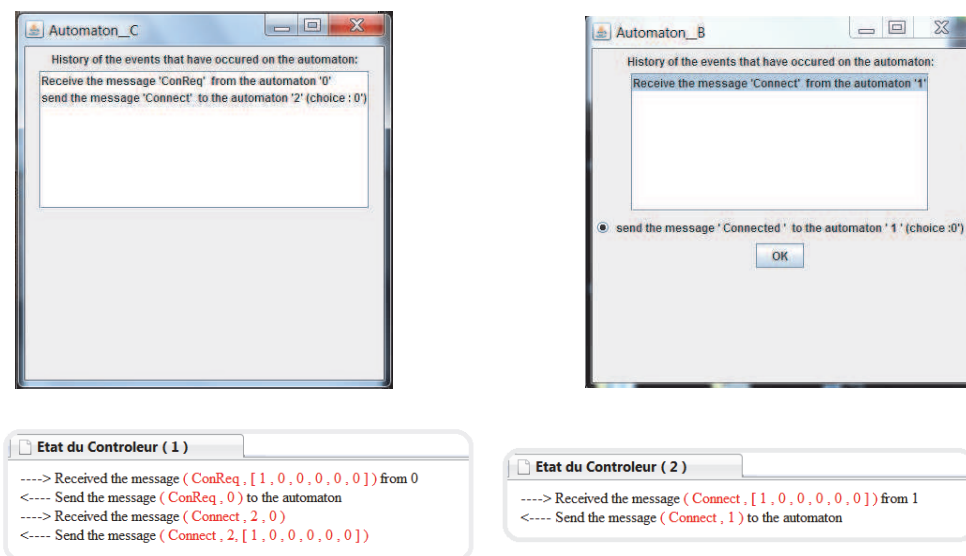 Automaton__C
History of the events that have occured on the automaton:
Receive the message 'ConReq' from the automaton '0'
send the message 'Connect' to the automaton '2' (choice : 0')
Automaton__B
History of the events that have occured on the automaton:
Receive the message 'Connect' from the automaton '1'
send the message ' Connected ' to the automaton ' 1 ' (choice :0')
OK
Etat du Controleur ( 1 )
----> Received the message ( ConReq , [ 1 , 0 , 0 , 0 , 0 , 0 ] ) from 0
<---- Send the message ( ConReq , 0 ) to the automaton
----> Received the message ( Connect , 2 , 0 )
<---- Send the message ( Connect , 2, [ 1 , 0 , 0 , 0 , 0 , 0 ] )
Etat du Controleur ( 2 )
----> Received the message ( Connect , [ 1 , 0 , 0 , 0 , 0 , 0 ] ) from 1
<---- Send the message ( Connect , 1 ) to the automaton